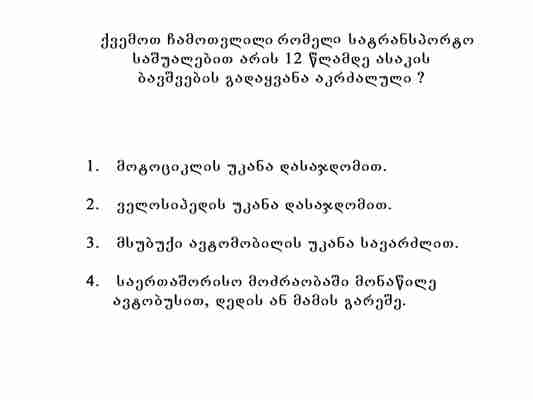 ქვემოთ ჩამოთვლილი რომელი სატრანსპორტო
საშუალებით არის 12 წლამდე ასაკის
ბავშვების გადაყვანა აკრძალული ?
1. მოტოციკლის უკანა დასაჯდომით.
2. ველოსიპედის უკანა დასაჯდომით.
3. მსუბუქი ავტომობილის უკანა სავარძლით.
4. საერთაშორისო მოძრაობაში მონაწილე
ავტობუსით, დედის ან მამის გარეშე.